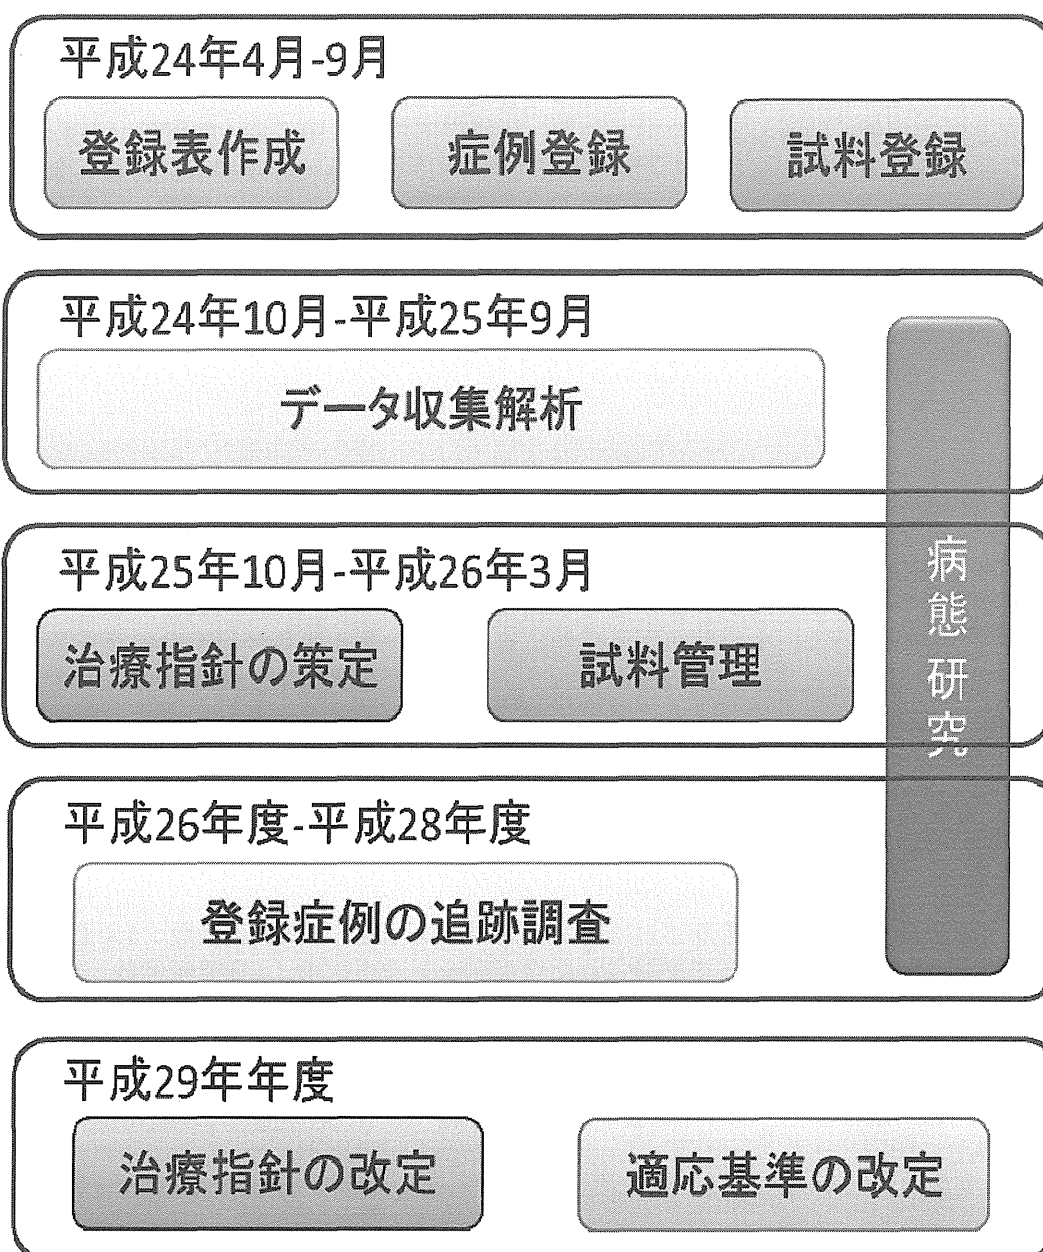 平成24年4月-9月
登録表作成
症例登録
試料登録
平成24年10月-平成25年9月
データ収集解析
平成25年10月-平成26年3月
治療指針の策定
試料管理
病態研究
平成26年度-平成28年度
登録症例の追跡調査
平成29年年度
治療指針の改定
適応基準の改定